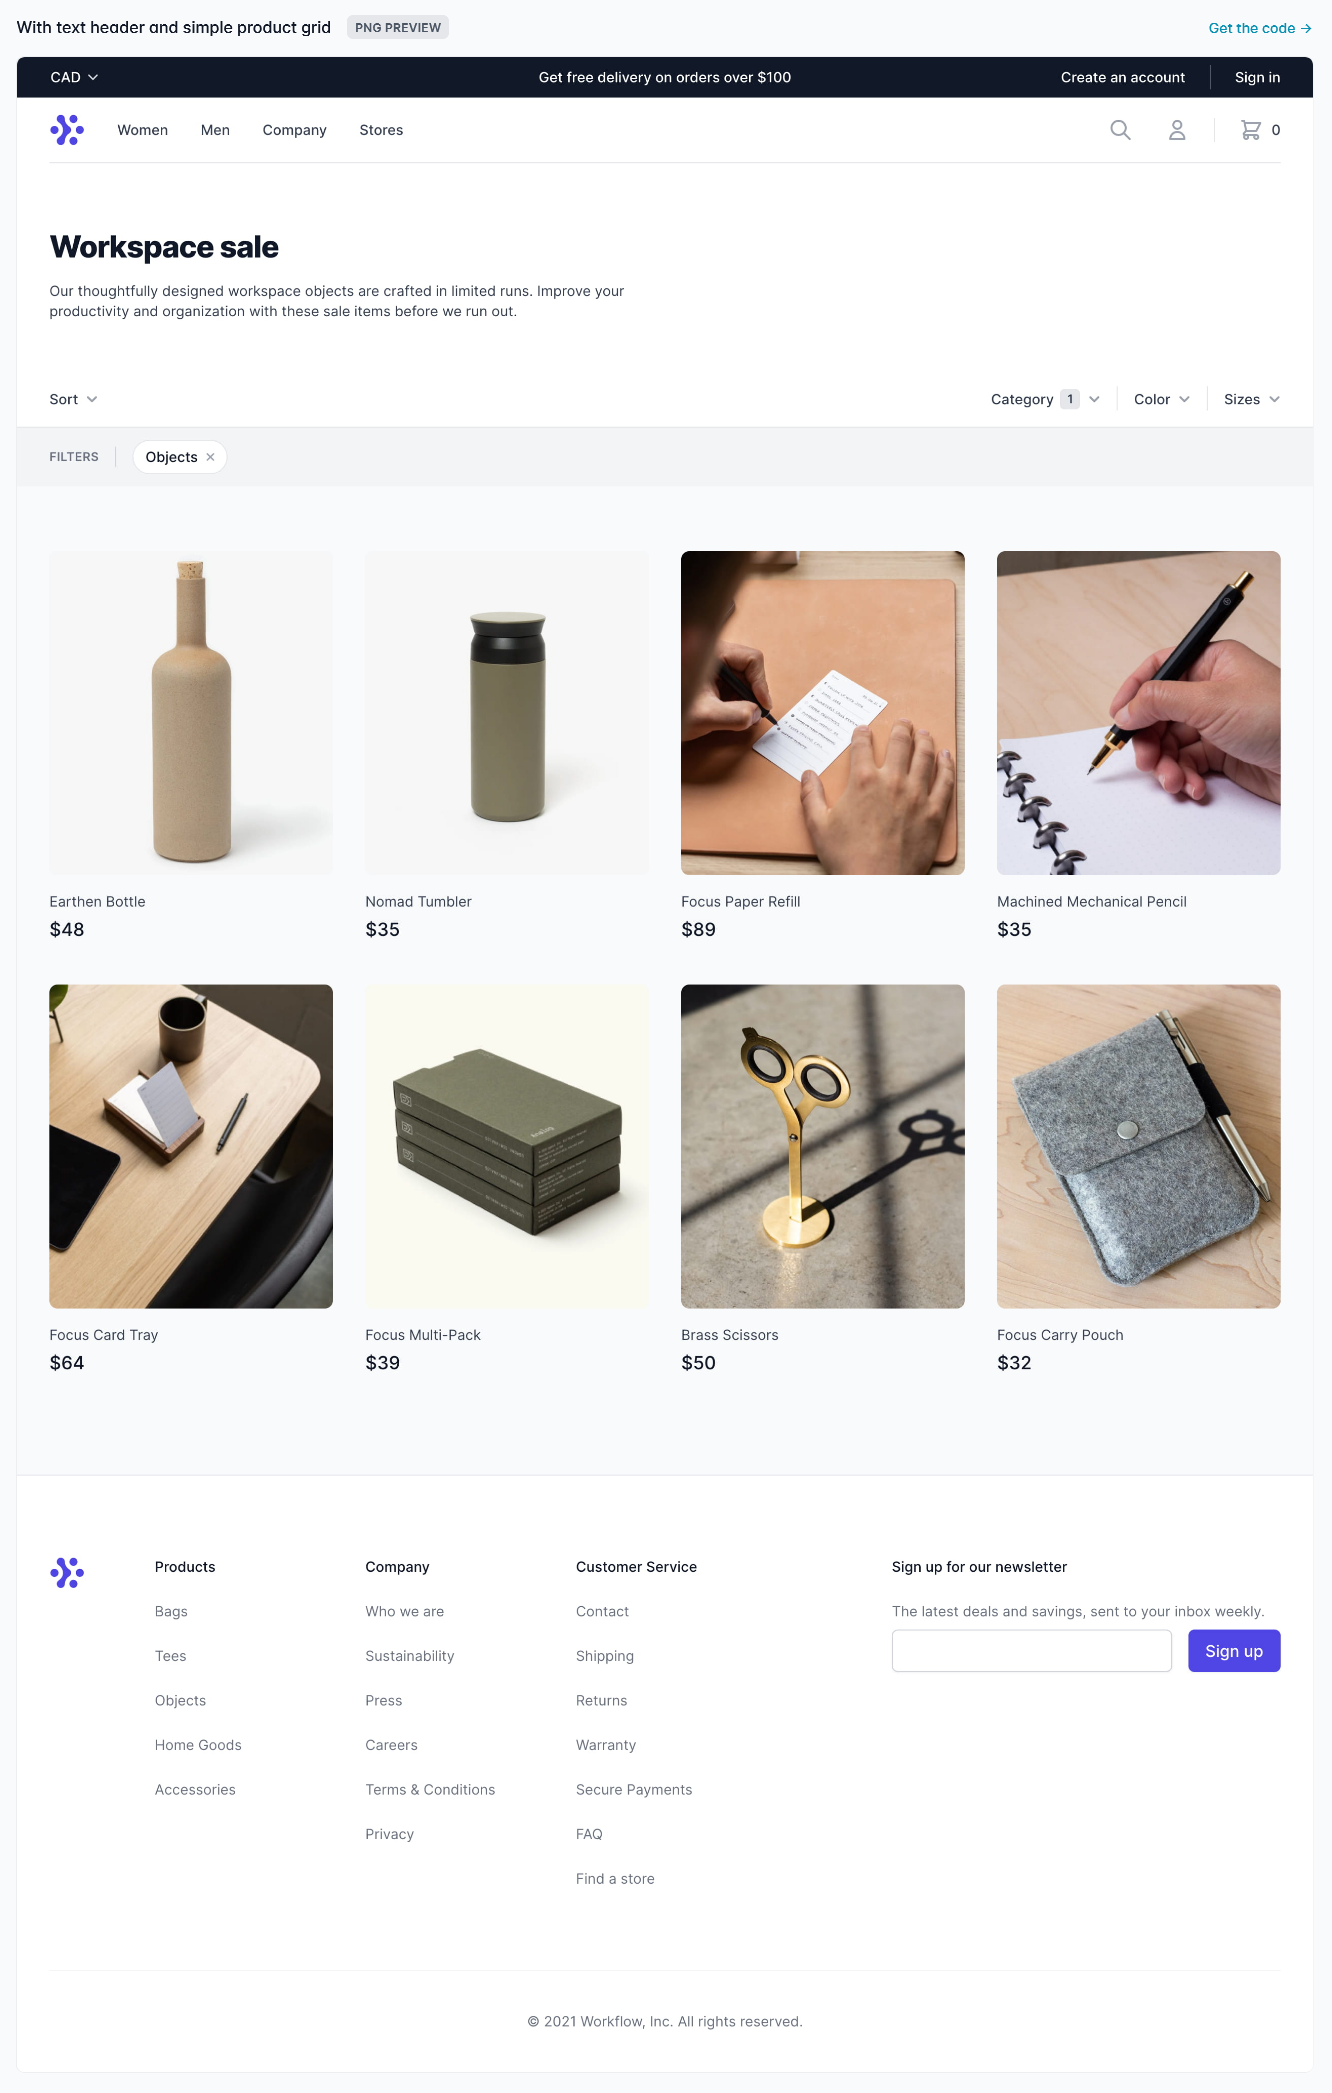 With text header and simple product grid PNG PREVIEW Get the code →
CAD Get free delivery on orders over $100 Create an account Sign in
Women Men Company Stores 0
Workspace sale
Our thoughtfully designed workspace objects are crafted in limited runs. Improve your
productivity and organization with these sale items before we run out.
Sort Category 1 Color Sizes
FILTERS Objects ×
Earthen Bottle
$48
Nomad Tumbler
$35
Focus Paper Refill
$89
Machined Mechanical Pencil
$35
Analog
Focus Card Tray
$64
Focus Multi-Pack
$39
Brass Scissors
$50
Focus Carry Pouch
$32
Products
Bags
Tees
Objects
Home Goods
Accessories
Company
Who we are
Sustainability
Press
Careers
Terms & Conditions
Privacy
Customer Service
Contact
Shipping
Returns
Warranty
Secure Payments
FAQ
Find a store
Sign up for our newsletter
The latest deals and savings, sent to your inbox weekly.
Sign up
© 2021 Workflow, Inc. All rights reserved.